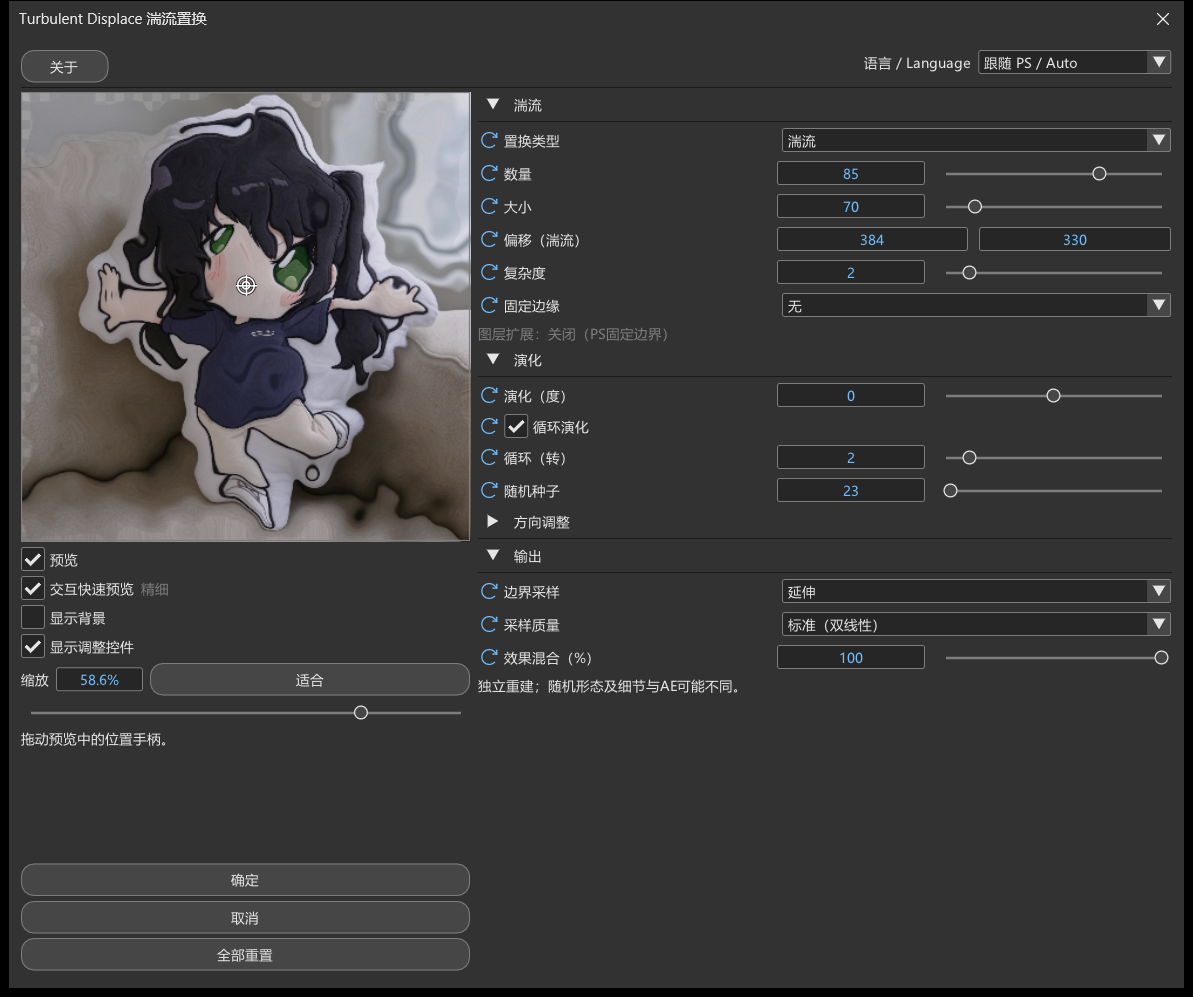 Turbulent Displace 湍流置换
关于
语言 / Language
跟随 PS / Auto
湍流
置换类型
湍流
数量
85
大小
70
偏移（湍流）
384
330
复杂度
2
固定边缘
无
图层扩展：关闭（PS固定边界）
演化
演化（度）
0
循环演化
循环（转）
2
随机种子
23
方向调整
输出
边界采样
延伸
采样质量
标准（双线性）
效果混合（%）
100
独立重建；随机形态及细节与AE可能不同。
预览
交互快速预览 精细
显示背景
显示调整控件
缩放
58.6%
适合
拖动预览中的位置手柄。
确定
取消
全部重置